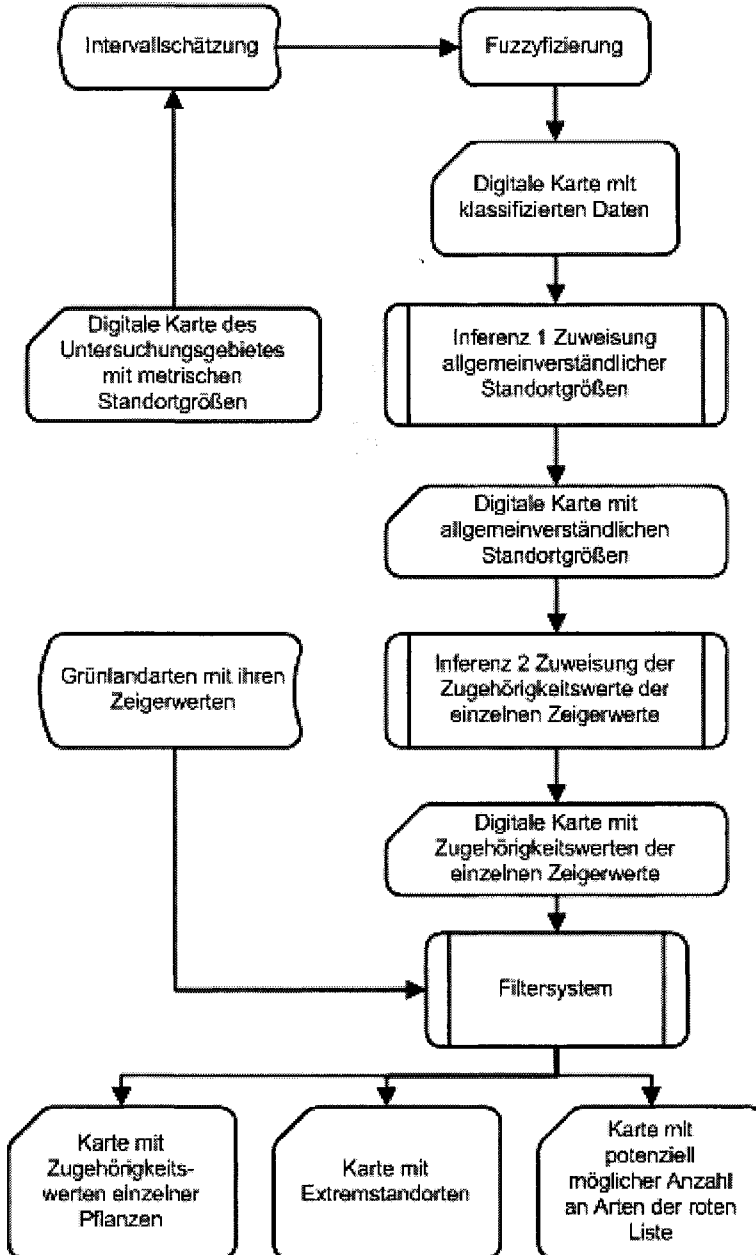 Intervallschätzung
Fuzzyfizierung
Digitale Karte mit
klassifizierten Daten
Digitale Karte des
Untersuchungsgebietes
mit metrischen
Standortgrößen
Inferenz 1 Zuweisung
allgemeinverständlicher
Standortgrößen
Digitale Karte mit
allgemeinverständlichen
Standortgrößen
Grünlandarten mit ihren
Zeigerwerten
Inferenz 2 Zuweisung der
Zugehörigkeitswerte der
einzelnen Zeigerwerte
Digitale Karte mit
Zugehörigkeitswerten der
einzelnen Zeigerwerte
Filtersystem
Karte mit
Zugehörigkeits-
werten einzelner
Pflanzen
Karte mit
Extremstandorten
Karte mit
potenziell
möglicher Anzahl
an Arten der roten
Liste